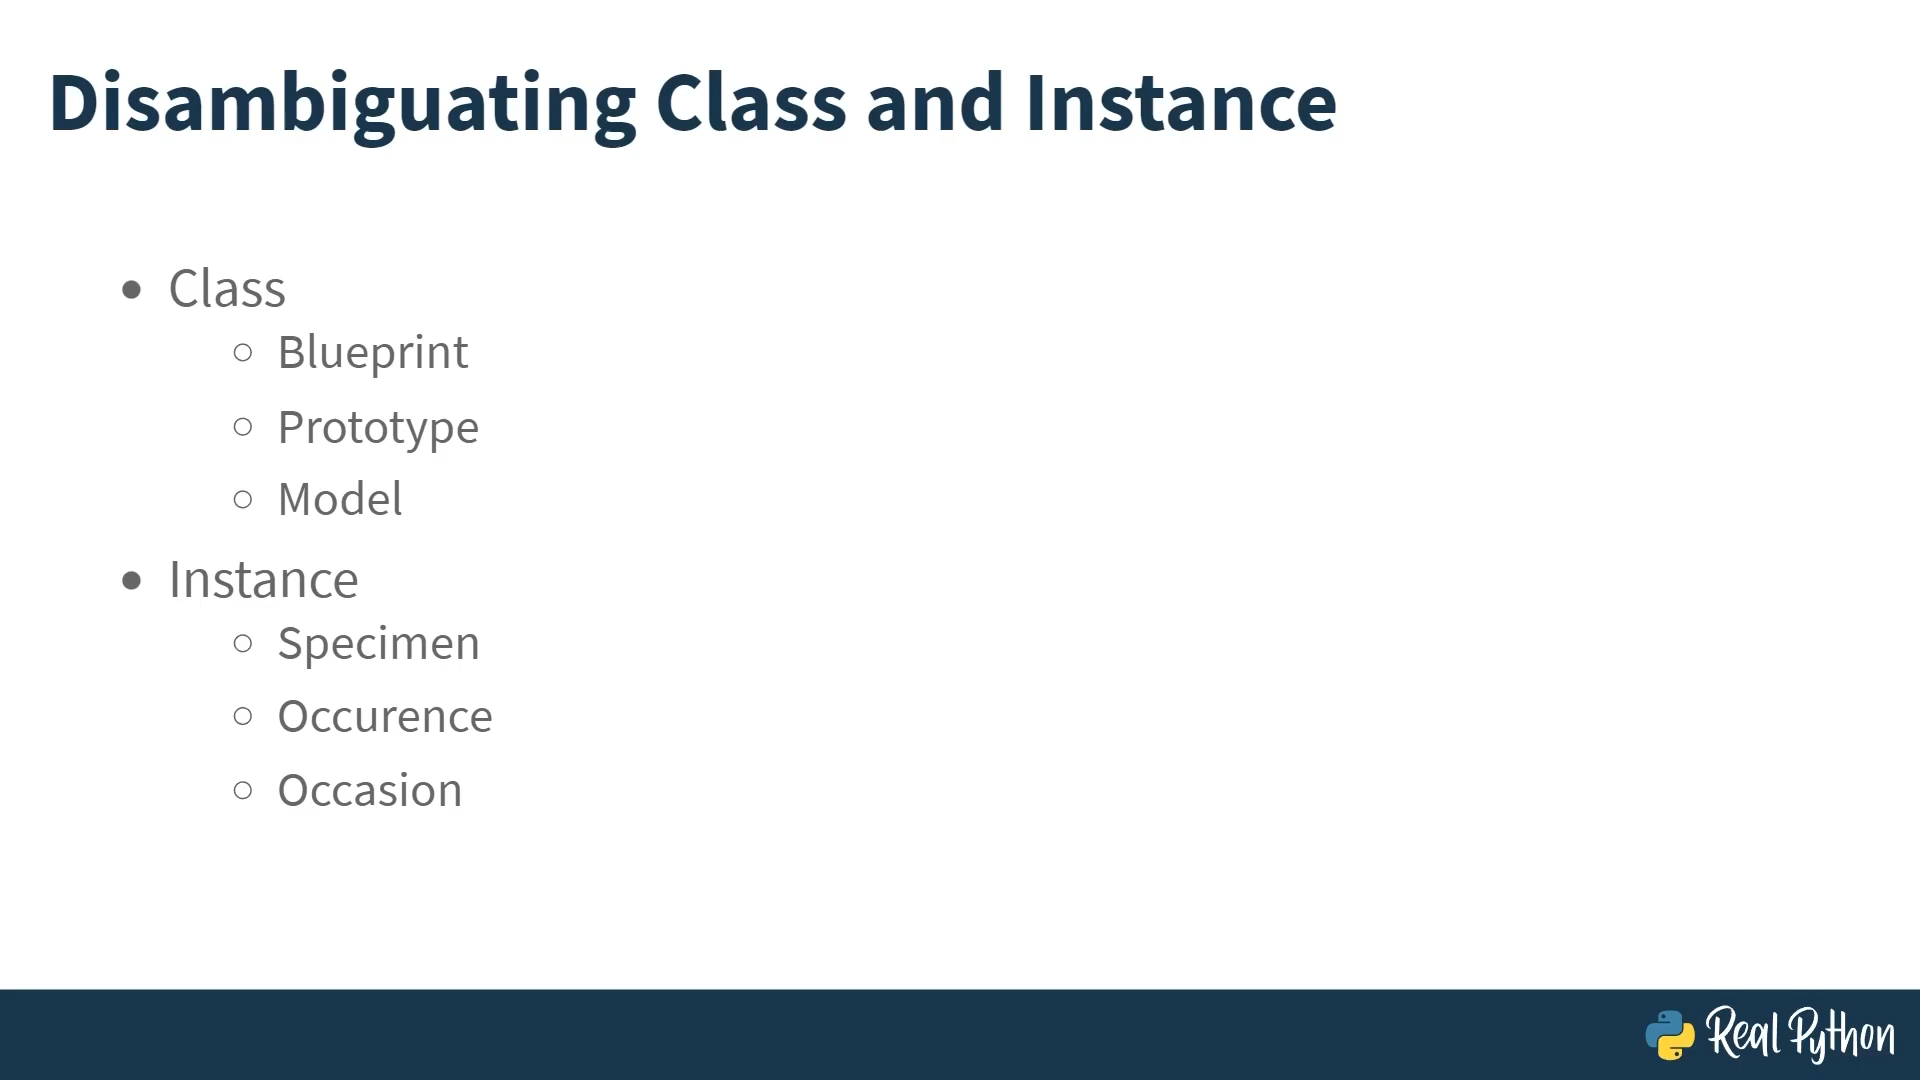 Disambiguating Class and Instance
Class
Blueprint
Prototype
Model
Instance
Specimen
Occurence
Occasion
Real Python